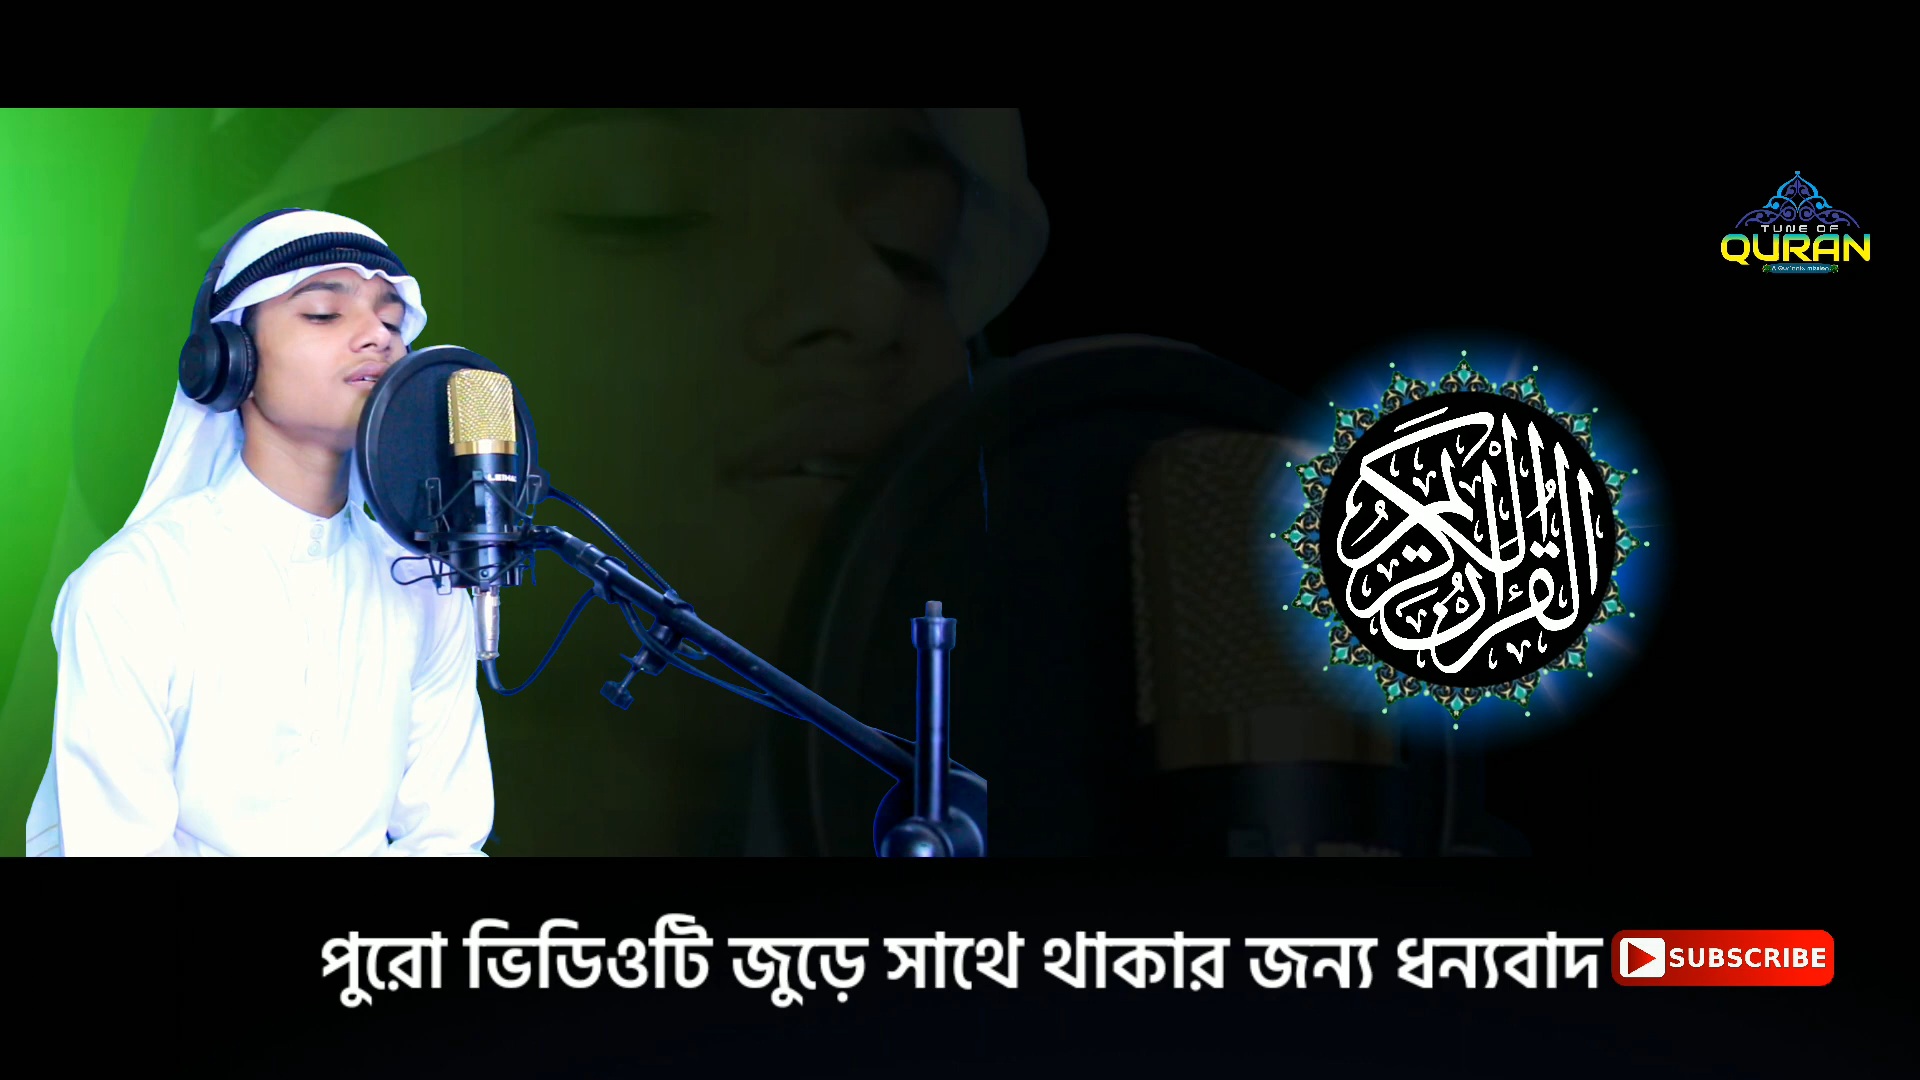 TUNE OF
QURAN
القرآن الكريم
পুরো ভিডিওটি জুড়ে সাথে থাকার জন্য ধন্যবাদ
SUBSCRIBE